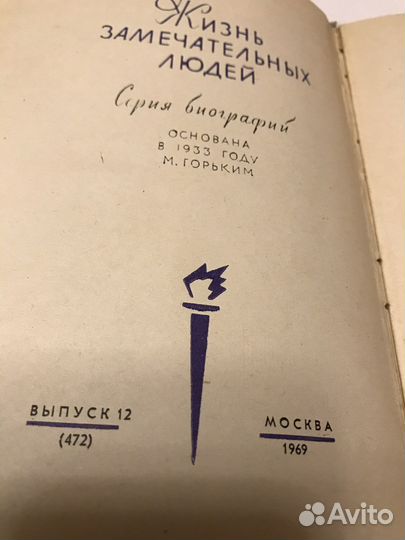 Жизнь
ЗАМЕЧАТЕЛЬНЫХ
ЛЮДЕЙ
Серия биографий
ОСНОВАНА
В 1933 ГОДУ
М. ГОРЬКИМ
ВЫПУСК 12
(472)
МОСКВА
1969
Avito